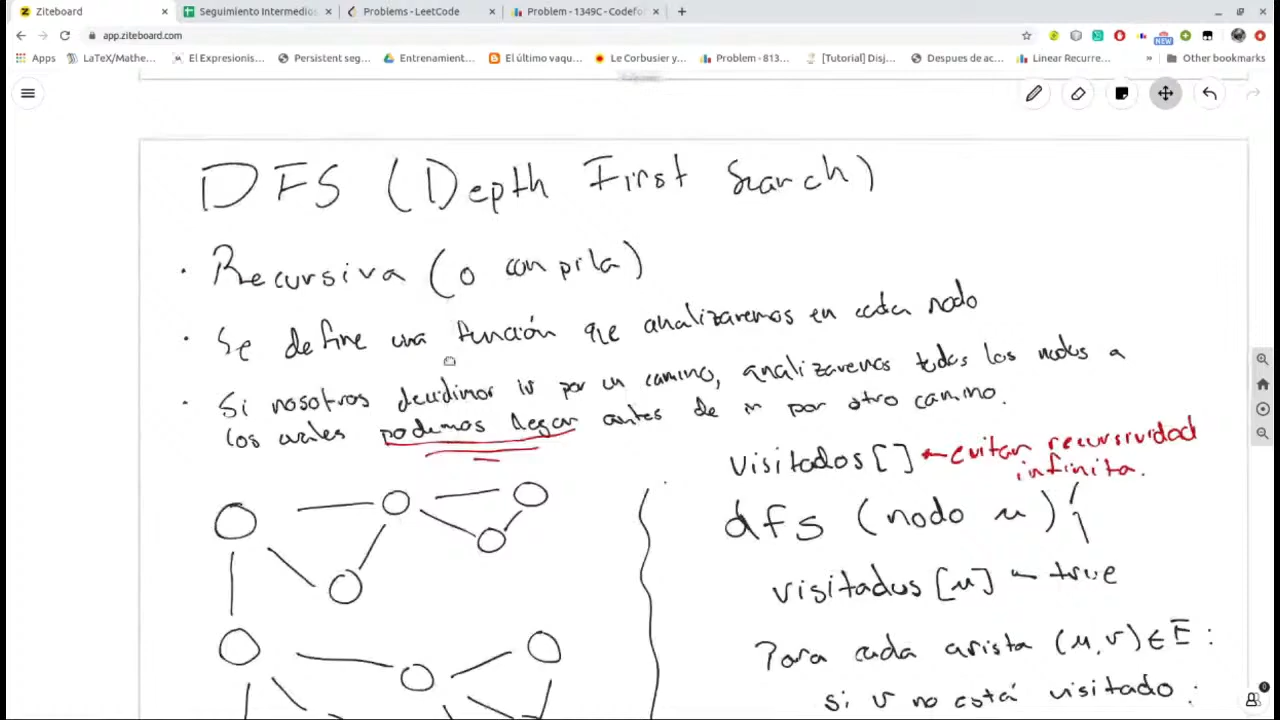 Ziteboard
Seguimiento Intermedios
Problems - LeetCode
Problem - 1349C - Codefor
app.ziteboard.com
Apps
LaTeX/Mathe...
El Expresionis...
Persistent seg...
Entrenamient...
El último vaqu...
Le Corbusier y...
Problem - 813...
[Tutorial] Disj...
Despues de ac...
Linear Recurre...
Other bookmarks
NEW
DFS (Depth First Search)
· Recursiva (o con pila)
· Se define una función que analizaremos en cada nodo
· Si nosotros decidimos ir por un camino, analizaremos todos los nodos a
los cuales podemos llegar antes de ir por otro camino.
visitados [] ← evitar recursividad
infinita.
dfs (nodo u) {
visitados [u] ← true
Para cada arista (u, v) ∈ E :
si v no está visitado :
0